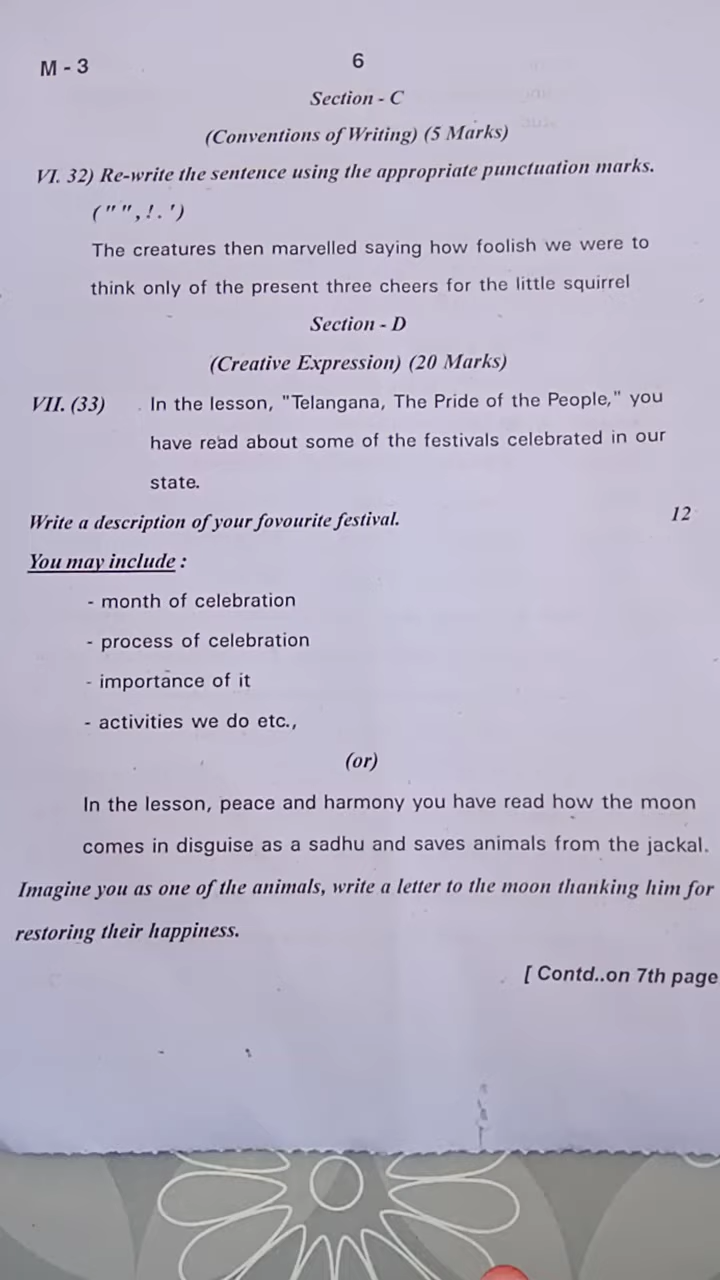 M - 3
6
Section - C
(Conventions of Writing) (5 Marks)
VI. 32) Re-write the sentence using the appropriate punctuation marks.
(" ", ! . ')
The creatures then marvelled saying how foolish we were to
think only of the present three cheers for the little squirrel
Section - D
(Creative Expression) (20 Marks)
VII. (33) In the lesson, "Telangana, The Pride of the People," you
have read about some of the festivals celebrated in our
state.
Write a description of your fovourite festival. 12
You may include :
- month of celebration
- process of celebration
- importance of it
- activities we do etc.,
(or)
In the lesson, peace and harmony you have read how the moon
comes in disguise as a sadhu and saves animals from the jackal.
Imagine you as one of the animals, write a letter to the moon thanking him for
restoring their happiness.
[ Contd..on 7th page